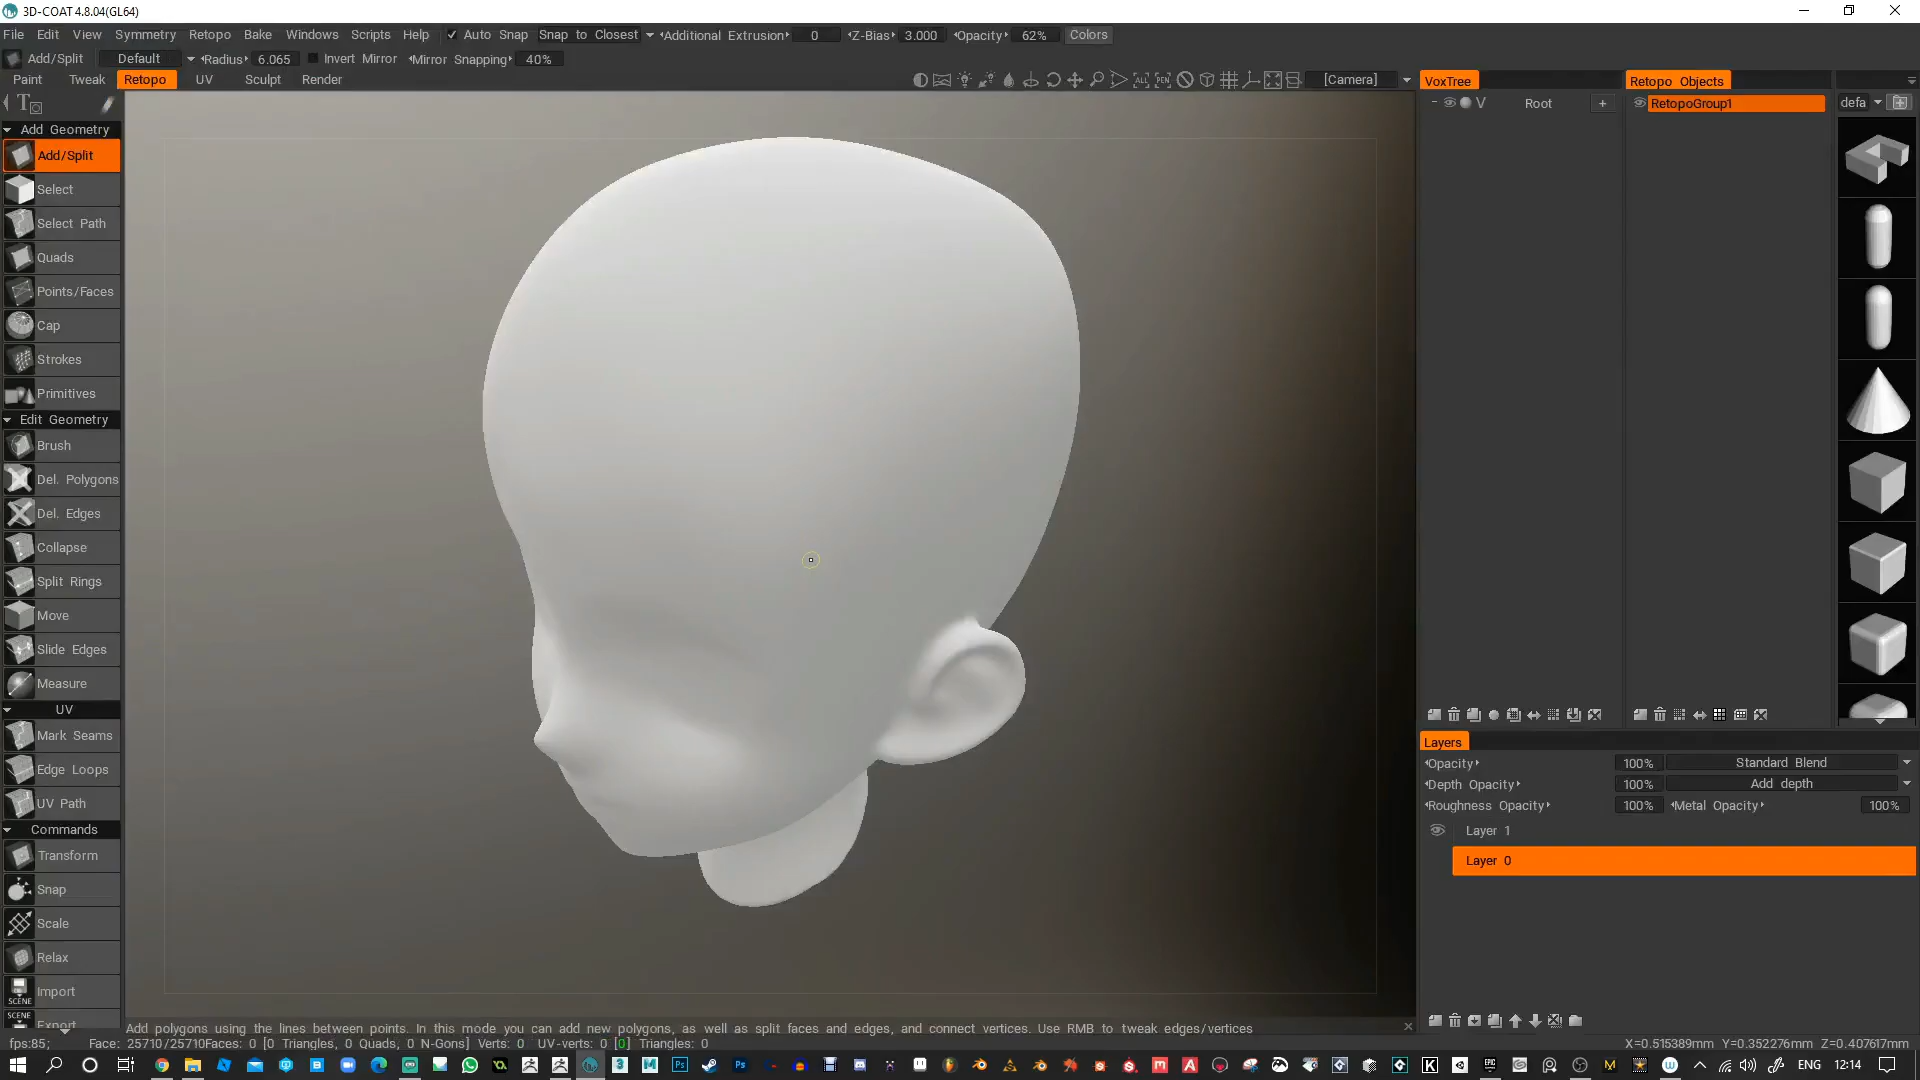 3D-COAT 4.8.04(GL64)
File Edit View Symmetry Retopo Bake Windows Scripts Help Auto Snap Snap to Closest Additional Extrusion 0 Z-Bias 3.000 Opacity 62% Colors
Add/Split Default Radius 6.065 Invert Mirror Mirror Snapping 40%
Paint Tweak Retopo UV Sculpt Render [Camera] VoxTree Retopo Objects
V Root + RetopoGroup1 defa
Add Geometry
Add/Split
Select
Select Path
Quads
Points/Faces
Cap
Strokes
Primitives
Edit Geometry
Brush
Del. Polygons
Del. Edges
Collapse
Split Rings
Move
Slide Edges
Measure
UV
Mark Seams
Edge Loops
UV Path
Commands
Transform
Snap
Scale
Relax
SCENE Import
SCENE Export
Layers
Opacity 100% Standard Blend
Depth Opacity 100% Add depth
Roughness Opacity 100% Metal Opacity 100%
Layer 1
Layer 0
Add polygons using the lines between points. In this mode you can add new polygons, as well as split faces and edges, and connect vertices. Use RMB to tweak edges/vertices
fps:85; Face: 25710/25710Faces: 0 [0 Triangles, 0 Quads, 0 N-Gons] Verts: 0 UV-verts: 0 [0] Triangles: 0 X=0.515389mm Y=0.352276mm Z=0.407617mm
ENG 12:14